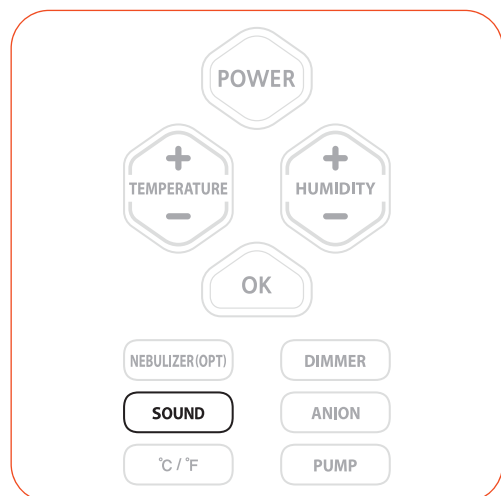 POWER
+ +
TEMPERATURE HUMIDITY
− −
OK
NEBULIZER(OPT) DIMMER
SOUND ANION
℃ / ℉ PUMP